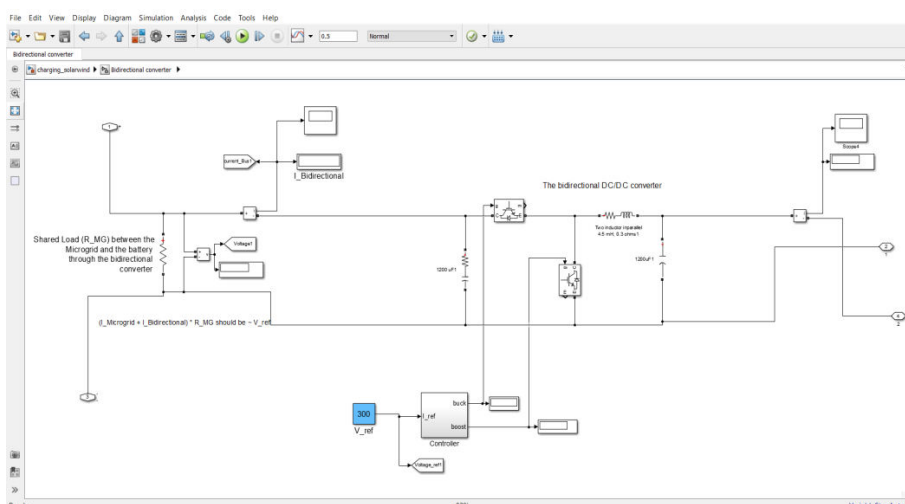 File Edit View Display Diagram Simulation Analysis Code Tools Help
0.5
Normal
Bidirectional converter
charging_solarwind
Bidirectional converter
1
current_Bus1
I_Bidirectional
Scope4
The bidirectional DC/DC converter
Shared Load (R_MG) between the
Microgrid and the battery
through the bidirectional
converter
Voltage1
1200 uF1
Two inductor inparallel
4.5 mH, 0.3 ohms1
1200uF1
2
1
(I_Microgrid + I_Bidirectional) * R_MG should be ~ V_ref
4
2
3
300
V_ref
I_ref
buck
boost
Controller
Voltage_ref1